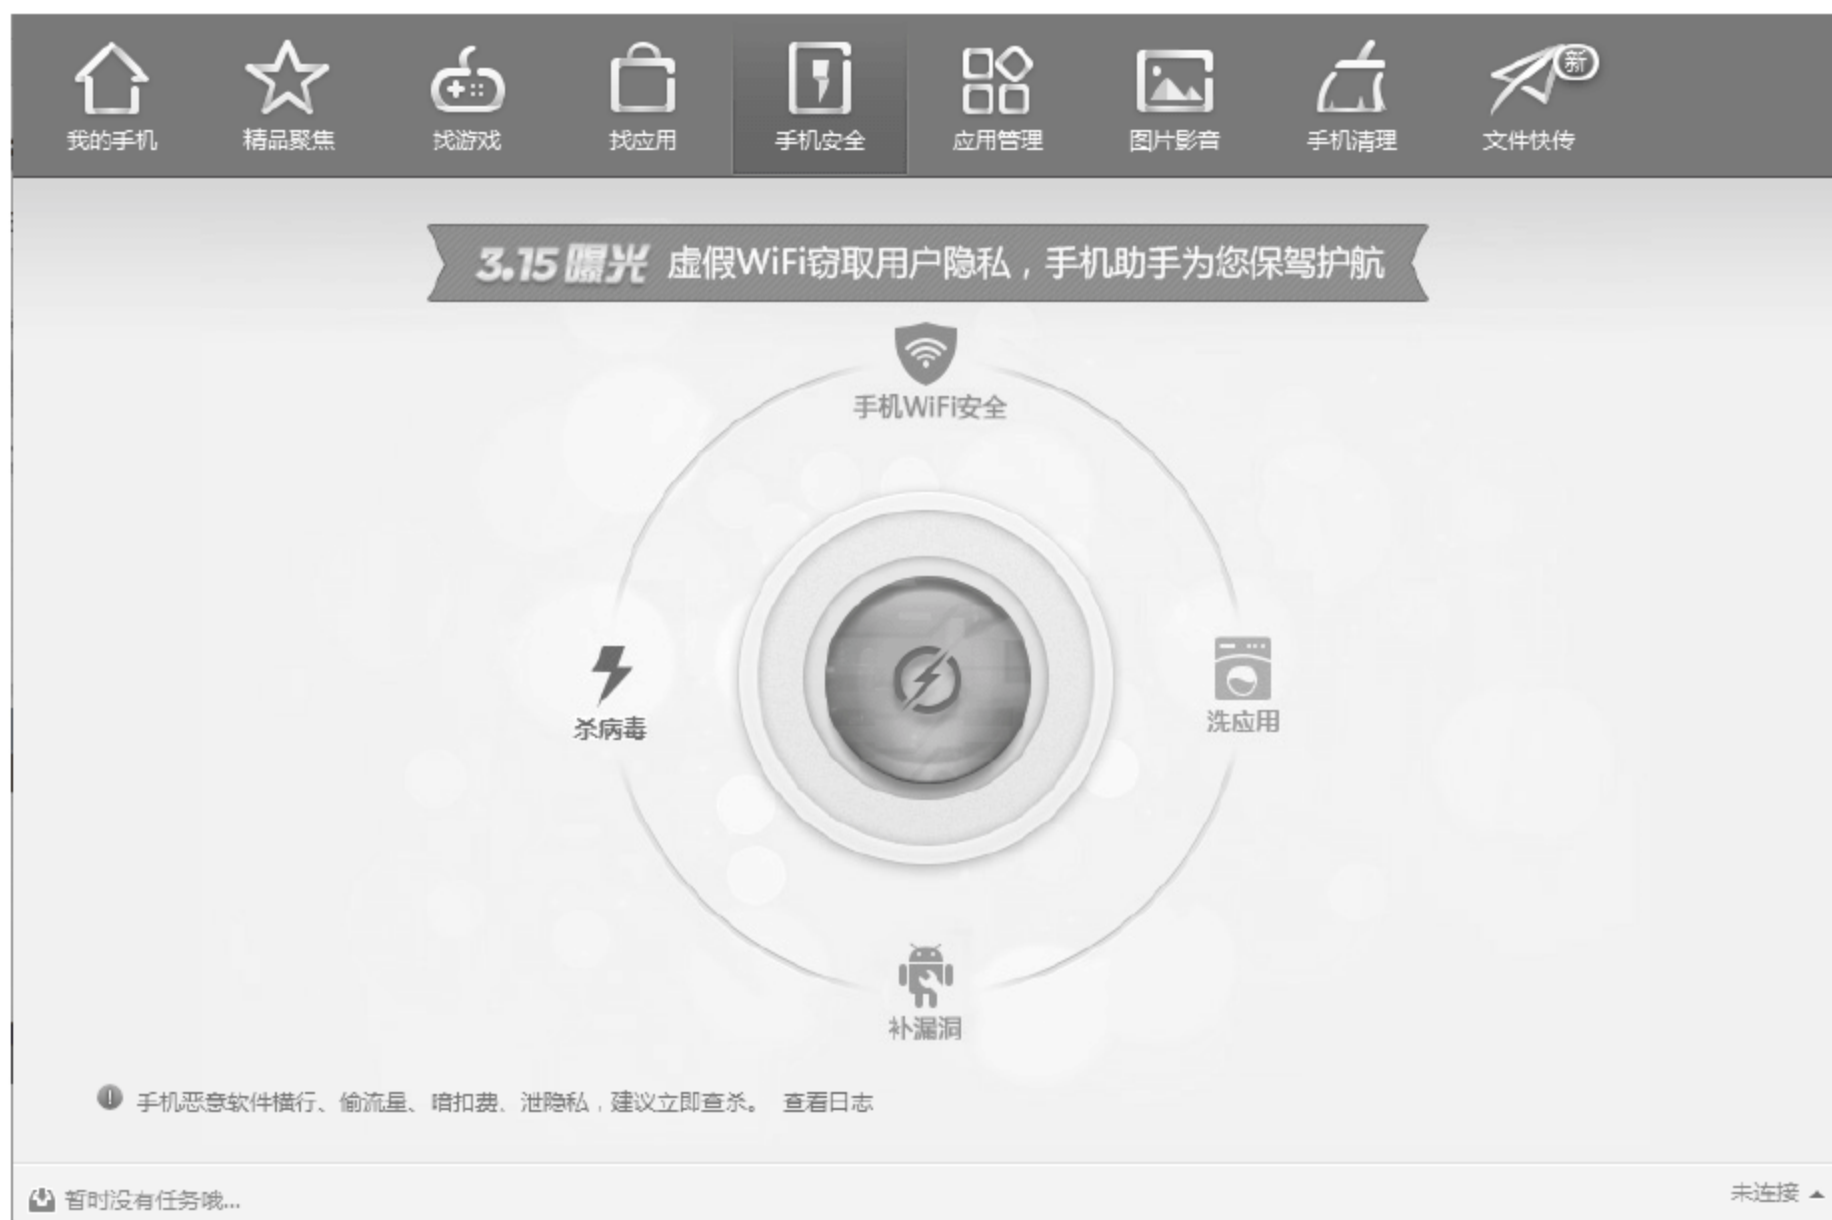 我的手机 精品聚焦 找游戏 找应用 手机安全 应用管理 图片影音 手机清理 文件快传 新
3.15曝光 虚假WiFi窃取用户隐私，手机助手为您保驾护航
手机WiFi安全
杀病毒
洗应用
补漏洞
手机恶意软件横行、偷流量、暗扣费、泄隐私，建议立即查杀。 查看日志
暂时没有任务哦...
未连接